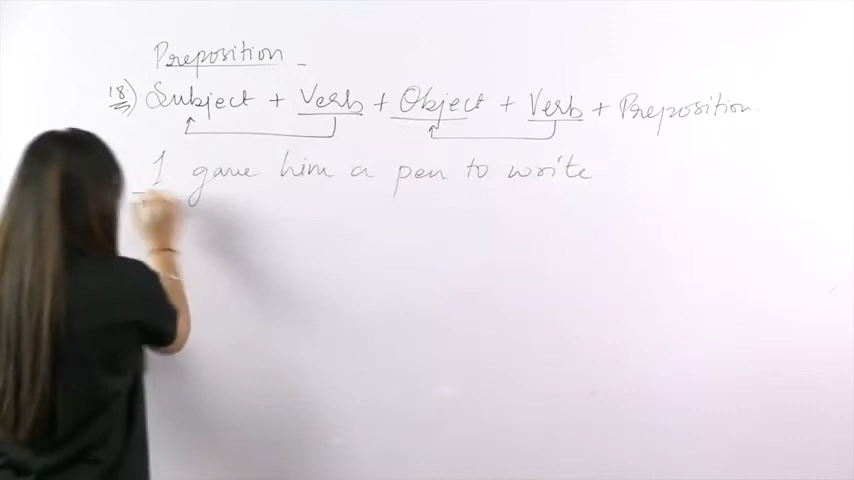 Preposition -
18) Subject + Verb + Object + Verb + Preposition.
I gave him a pen to write